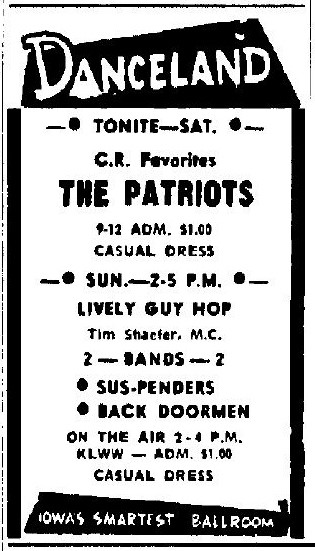 DANCELAND
—• TONITE—SAT. •—
C.R. Favorites
THE PATRIOTS
9-12 ADM. $1.00
CASUAL DRESS
—• SUN.—2-5 P.M. •—
LIVELY GUY HOP
Tim Shaefer, M.C.
2 — BANDS — 2
• SUS-PENDERS
• BACK DOORMEN
ON THE AIR 2-4 P.M.
KLWW — ADM. $1.00
CASUAL DRESS
IOWA'S SMARTEST BALLROOM